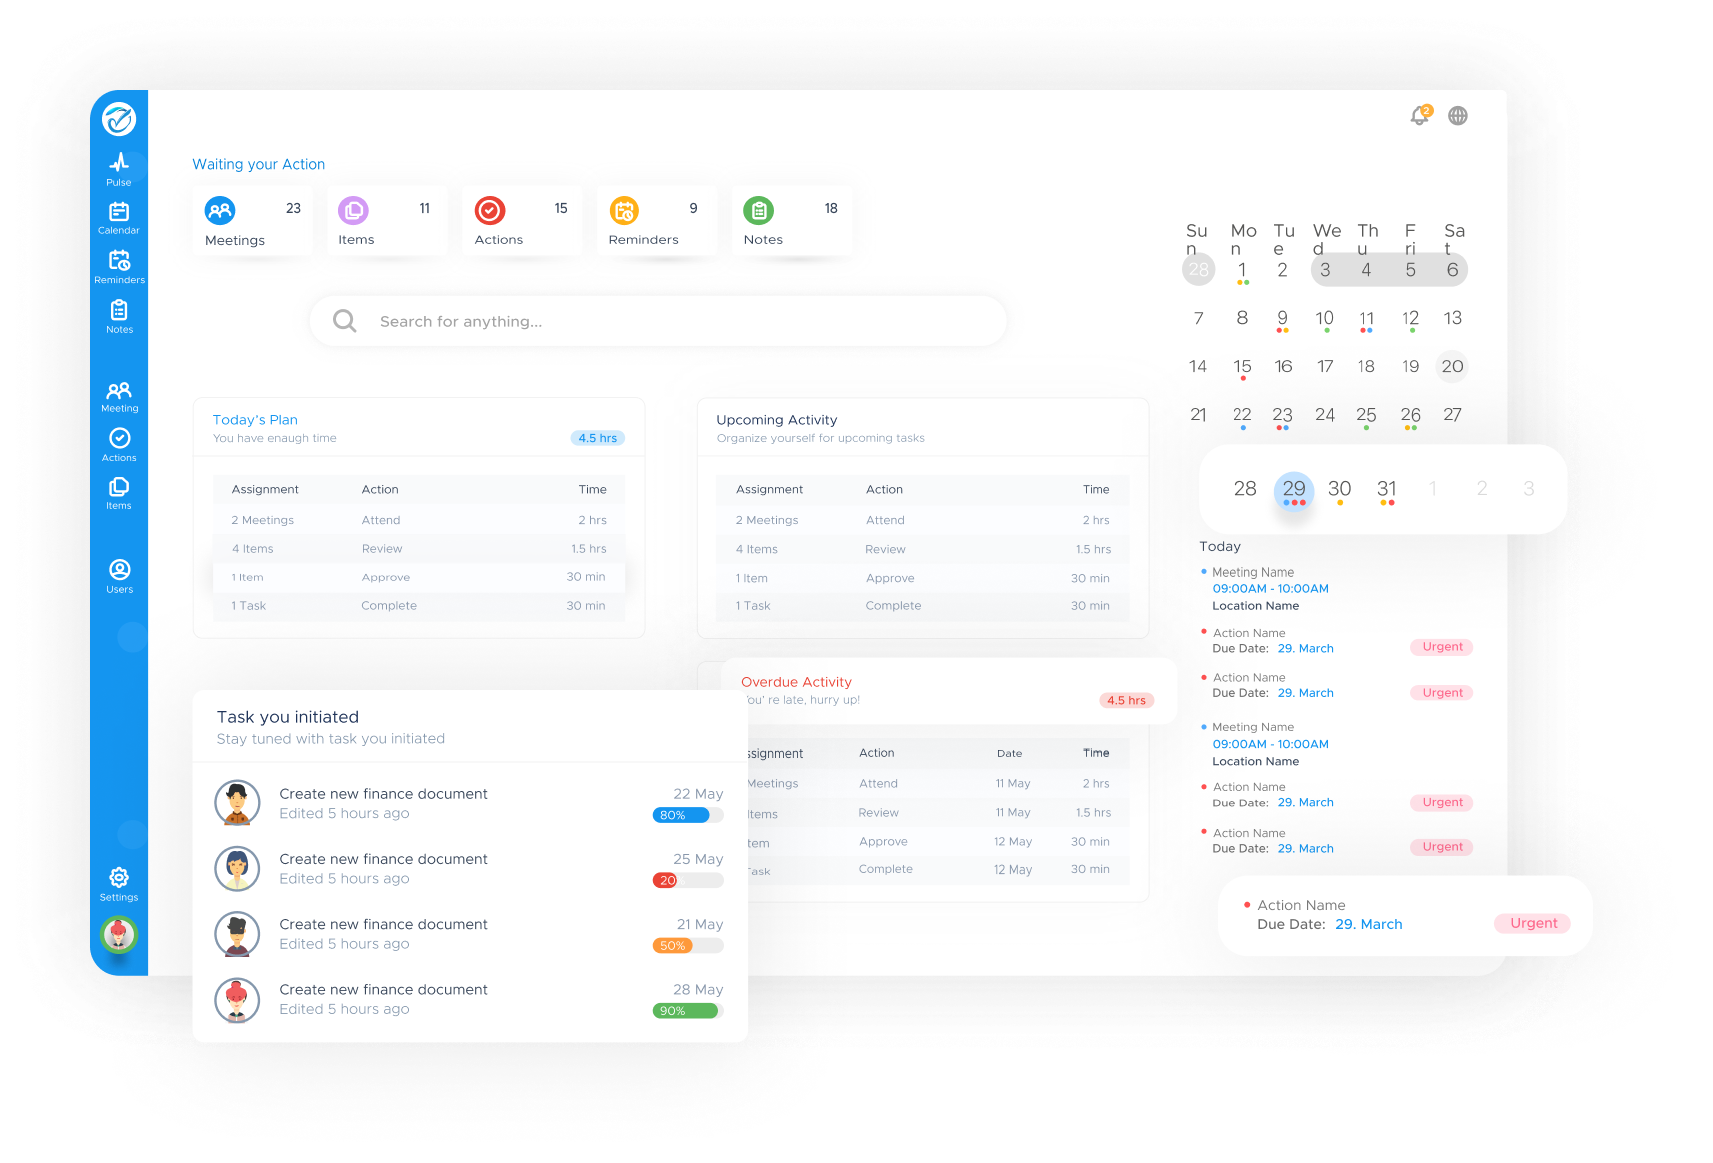 2
Pulse
Calendar
Reminders
Notes
Meeting
Actions
Items
Users
Settings
Waiting your Action
23
Meetings
11
Items
15
Actions
9
Reminders
18
Notes
Search for anything...
Today's Plan
You have enaugh time
4.5 hrs
Assignment Action Time
2 Meetings Attend 2 hrs
4 Items Review 1.5 hrs
1 Item Approve 30 min
1 Task Complete 30 min
Upcoming Activity
Organize yourself for upcoming tasks
Assignment Action Time
2 Meetings Attend 2 hrs
4 Items Review 1.5 hrs
1 Item Approve 30 min
1 Task Complete 30 min
Task you initiated
Stay tuned with task you initiated
Create new finance document 22 May
Edited 5 hours ago 80%
Create new finance document 25 May
Edited 5 hours ago 20
Create new finance document 21 May
Edited 5 hours ago 50%
Create new finance document 28 May
Edited 5 hours ago 90%
Overdue Activity
You' re late, hurry up!
4.5 hrs
ssignment Action Date Time
Meetings Attend 11 May 2 hrs
Items Review 11 May 1.5 hrs
tem Approve 12 May 30 min
Task Complete 12 May 30 min
Su Mo Tu We Th F Sa
n n e d u ri t
28 1 2 3 4 5 6
7 8 9 10 11 12 13
14 15 16 17 18 19 20
21 22 23 24 25 26 27
28 29 30 31 1 2 3
Today
Meeting Name
09:00AM - 10:00AM
Location Name
Action Name
Due Date: 29. March Urgent
Action Name
Due Date: 29. March Urgent
Meeting Name
09:00AM - 10:00AM
Location Name
Action Name
Due Date: 29. March Urgent
Action Name
Due Date: 29. March Urgent
Action Name
Due Date: 29. March Urgent